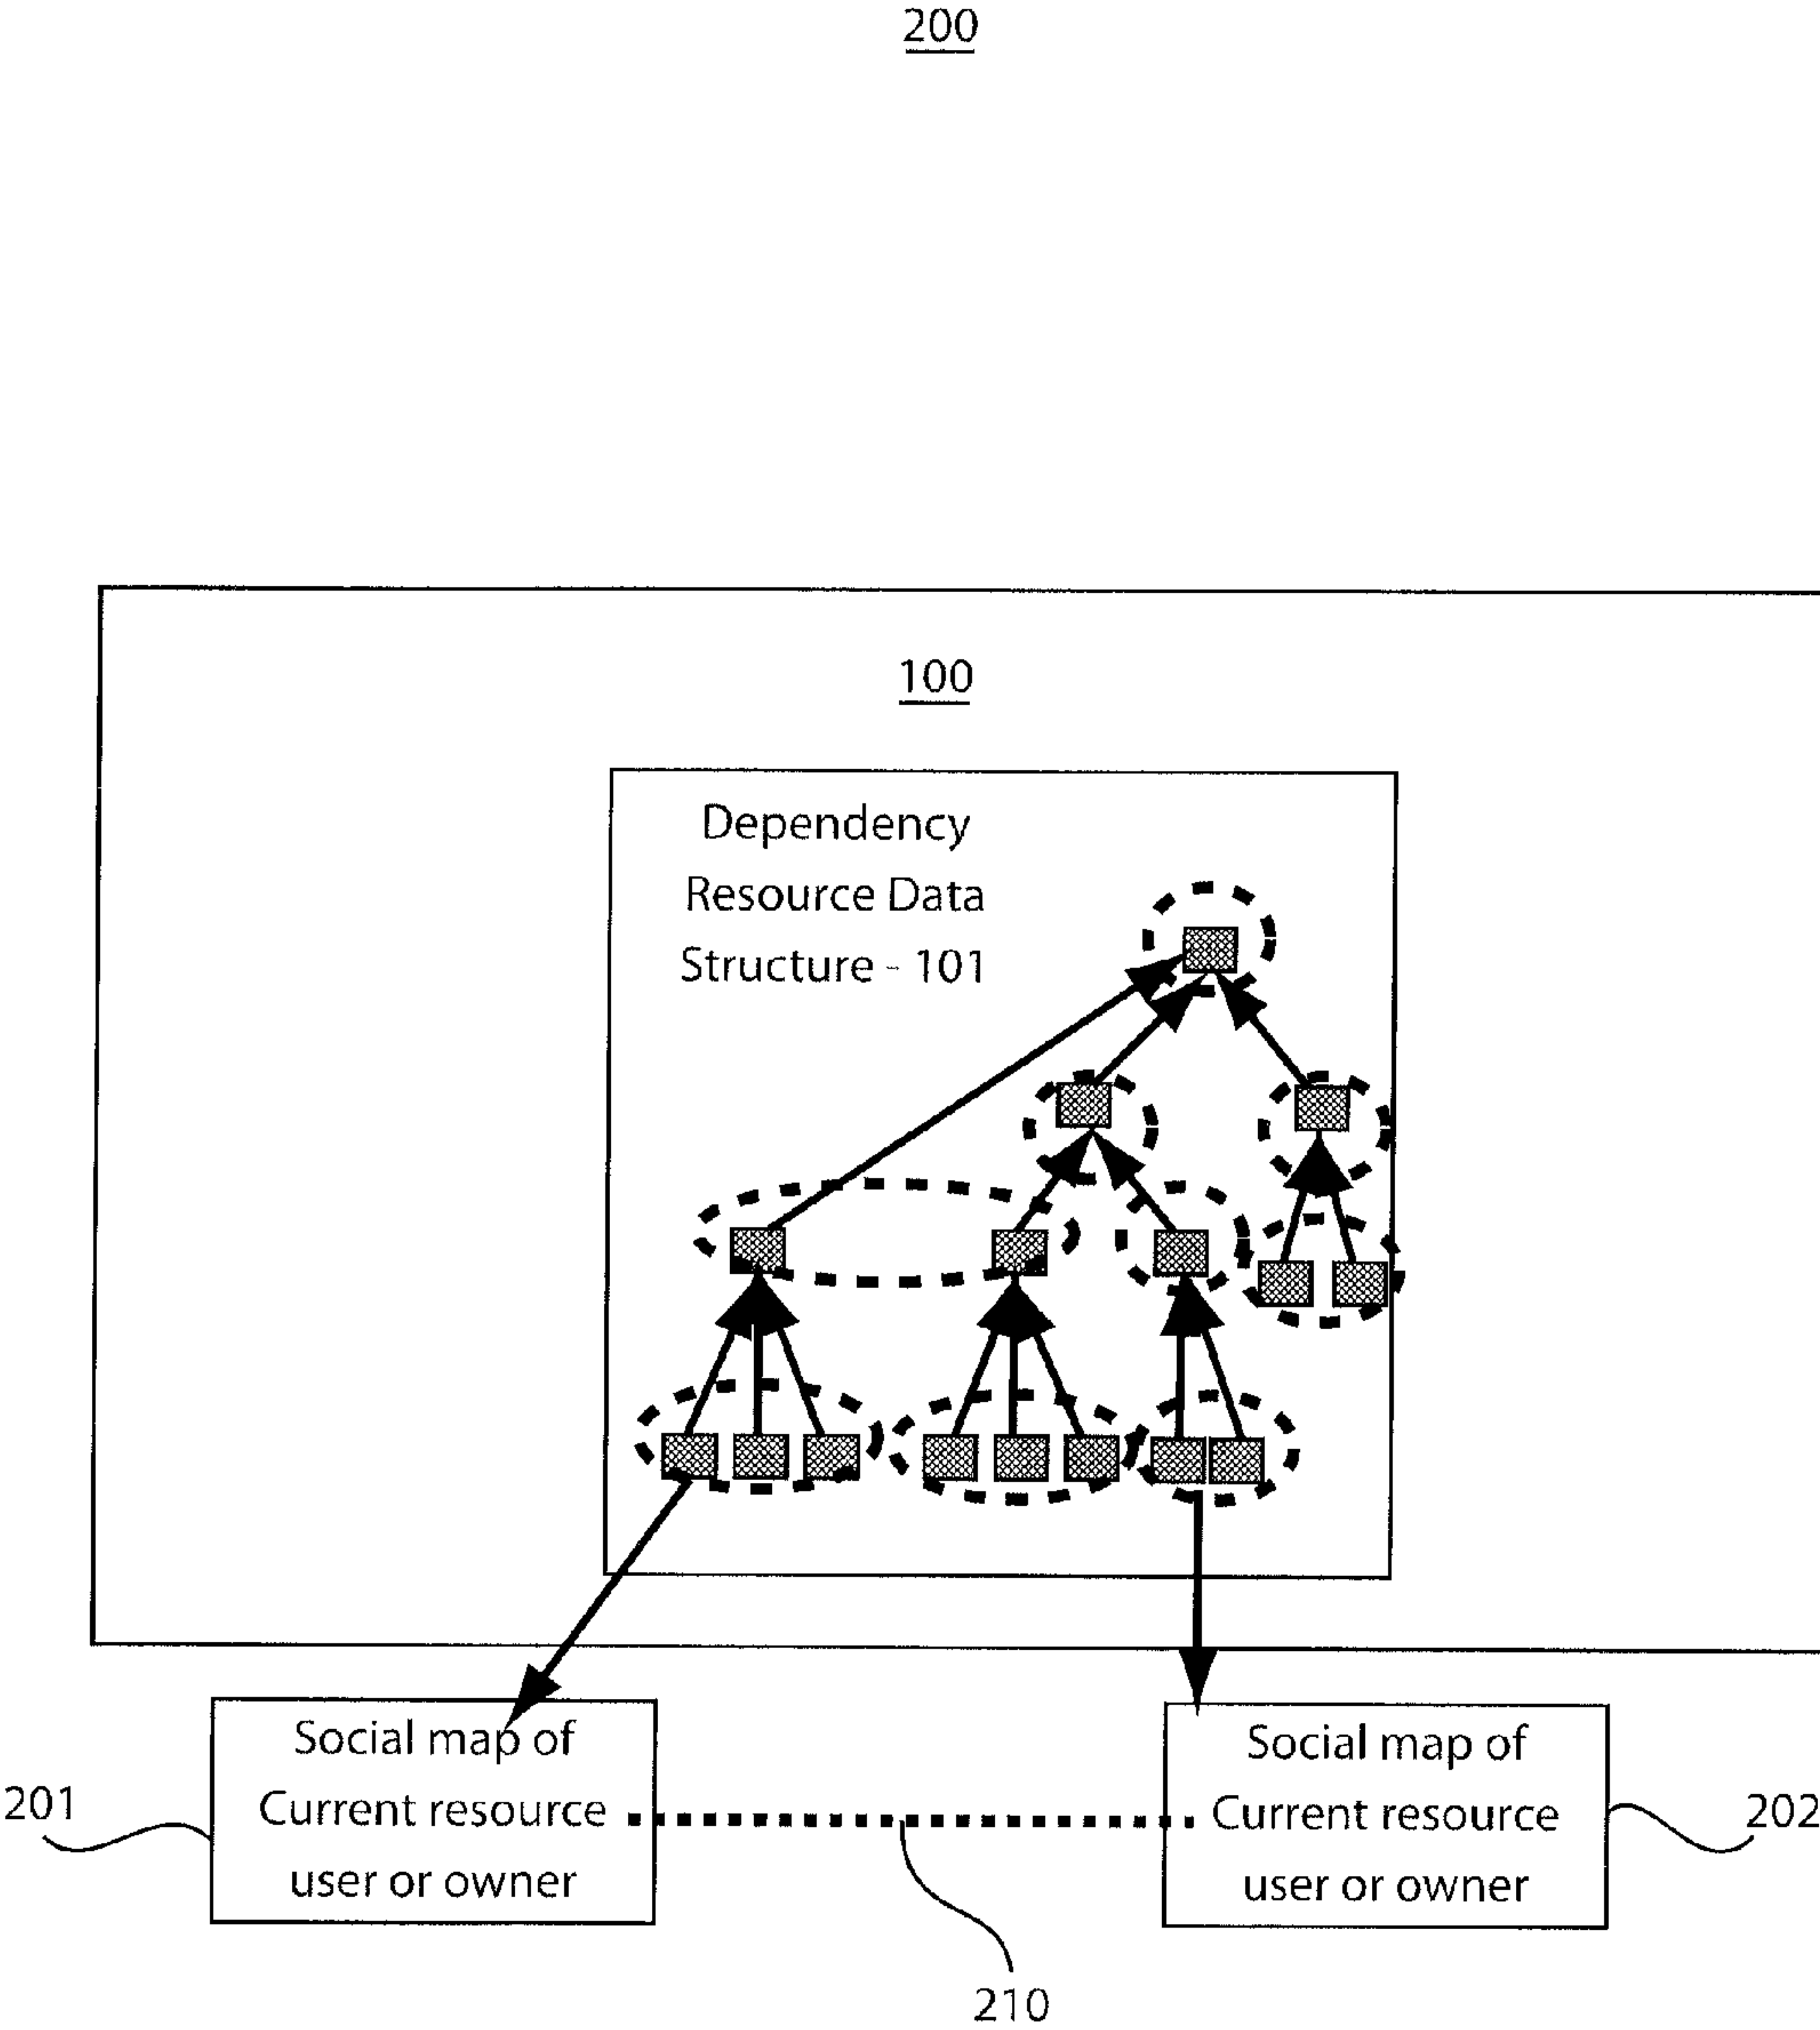 200
100
Dependency
Resource Data
Structure - 101
Social map of
Current resource
user or owner
201
Social map of
Current resource
user or owner
202
210